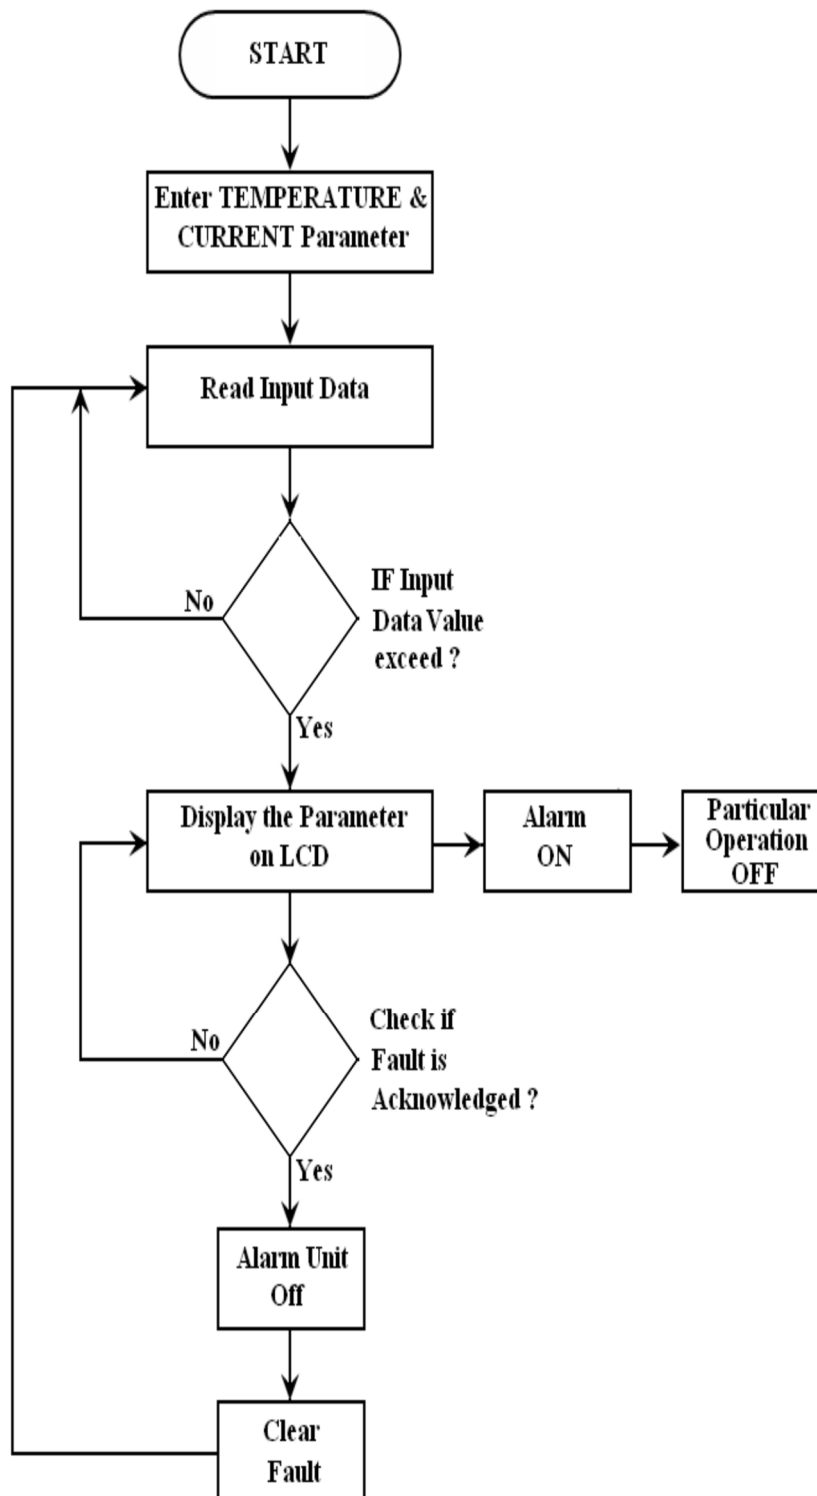 START
Enter TEMPERATURE &
CURRENT Parameter
Read Input Data
IF Input
Data Value
exceed ?
No
Yes
Display the Parameter
on LCD
Alarm
ON
Particular
Operation
OFF
Check if
Fault is
Acknowledged ?
No
Yes
Alarm Unit
Off
Clear
Fault